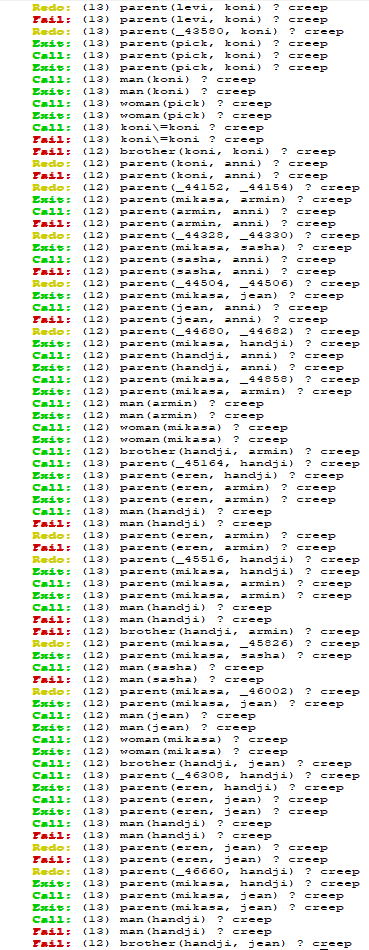 Redo: (13) parent(levi, koni) ? creep
Fail: (13) parent(levi, koni) ? creep
Redo: (13) parent(_43580, koni) ? creep
Exit: (13) parent(pick, koni) ? creep
Call: (13) parent(pick, koni) ? creep
Exit: (13) parent(pick, koni) ? creep
Call: (13) man(koni) ? creep
Exit: (13) man(koni) ? creep
Call: (13) woman(pick) ? creep
Exit: (13) woman(pick) ? creep
Call: (13) koni\=koni ? creep
Fail: (13) koni\=koni ? creep
Fail: (12) brother(koni, koni) ? creep
Call: (12) parent(koni, anni) ? creep
Fail: (12) parent(koni, anni) ? creep
Redo: (12) parent(_44152, _44154) ? creep
Exit: (12) parent(mikasa, armin) ? creep
Call: (12) parent(armin, anni) ? creep
Fail: (12) parent(armin, anni) ? creep
Redo: (12) parent(_44328, _44330) ? creep
Exit: (12) parent(mikasa, sasha) ? creep
Call: (12) parent(sasha, anni) ? creep
Fail: (12) parent(sasha, anni) ? creep
Redo: (12) parent(_44504, _44506) ? creep
Exit: (12) parent(mikasa, jean) ? creep
Call: (12) parent(jean, anni) ? creep
Fail: (12) parent(jean, anni) ? creep
Redo: (12) parent(_44680, _44682) ? creep
Exit: (12) parent(mikasa, handji) ? creep
Call: (12) parent(handji, anni) ? creep
Exit: (12) parent(handji, anni) ? creep
Call: (12) parent(mikasa, _44858) ? creep
Exit: (12) parent(mikasa, armin) ? creep
Call: (12) man(armin) ? creep
Exit: (12) man(armin) ? creep
Call: (12) woman(mikasa) ? creep
Exit: (12) woman(mikasa) ? creep
Call: (12) brother(handji, armin) ? creep
Call: (13) parent(_45164, handji) ? creep
Exit: (13) parent(eren, handji) ? creep
Call: (13) parent(eren, armin) ? creep
Exit: (13) parent(eren, armin) ? creep
Call: (13) man(handji) ? creep
Fail: (13) man(handji) ? creep
Redo: (13) parent(eren, armin) ? creep
Fail: (13) parent(eren, armin) ? creep
Redo: (13) parent(_45516, handji) ? creep
Exit: (13) parent(mikasa, handji) ? creep
Call: (13) parent(mikasa, armin) ? creep
Exit: (13) parent(mikasa, armin) ? creep
Call: (13) man(handji) ? creep
Fail: (13) man(handji) ? creep
Fail: (12) brother(handji, armin) ? creep
Redo: (12) parent(mikasa, _45826) ? creep
Exit: (12) parent(mikasa, sasha) ? creep
Call: (12) man(sasha) ? creep
Fail: (12) man(sasha) ? creep
Redo: (12) parent(mikasa, _46002) ? creep
Exit: (12) parent(mikasa, jean) ? creep
Call: (12) man(jean) ? creep
Exit: (12) man(jean) ? creep
Call: (12) woman(mikasa) ? creep
Exit: (12) woman(mikasa) ? creep
Call: (12) brother(handji, jean) ? creep
Call: (13) parent(_46308, handji) ? creep
Exit: (13) parent(eren, handji) ? creep
Call: (13) parent(eren, jean) ? creep
Exit: (13) parent(eren, jean) ? creep
Call: (13) man(handji) ? creep
Fail: (13) man(handji) ? creep
Redo: (13) parent(eren, jean) ? creep
Fail: (13) parent(eren, jean) ? creep
Redo: (13) parent(_46660, handji) ? creep
Exit: (13) parent(mikasa, handji) ? creep
Call: (13) parent(mikasa, jean) ? creep
Exit: (13) parent(mikasa, jean) ? creep
Call: (13) man(handji) ? creep
Fail: (13) man(handji) ? creep
Fail: (12) brother(handji, jean) ? creep